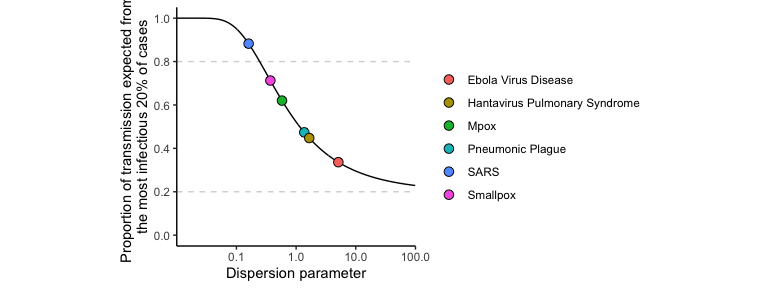 Proportion of transmission expected from
the most infectious 20% of cases
1.0
0.8
0.6
0.4
0.2
0.0
0.1
1.0
10.0
100.0
Dispersion parameter
Ebola Virus Disease
Hantavirus Pulmonary Syndrome
Mpox
Pneumonic Plague
SARS
Smallpox